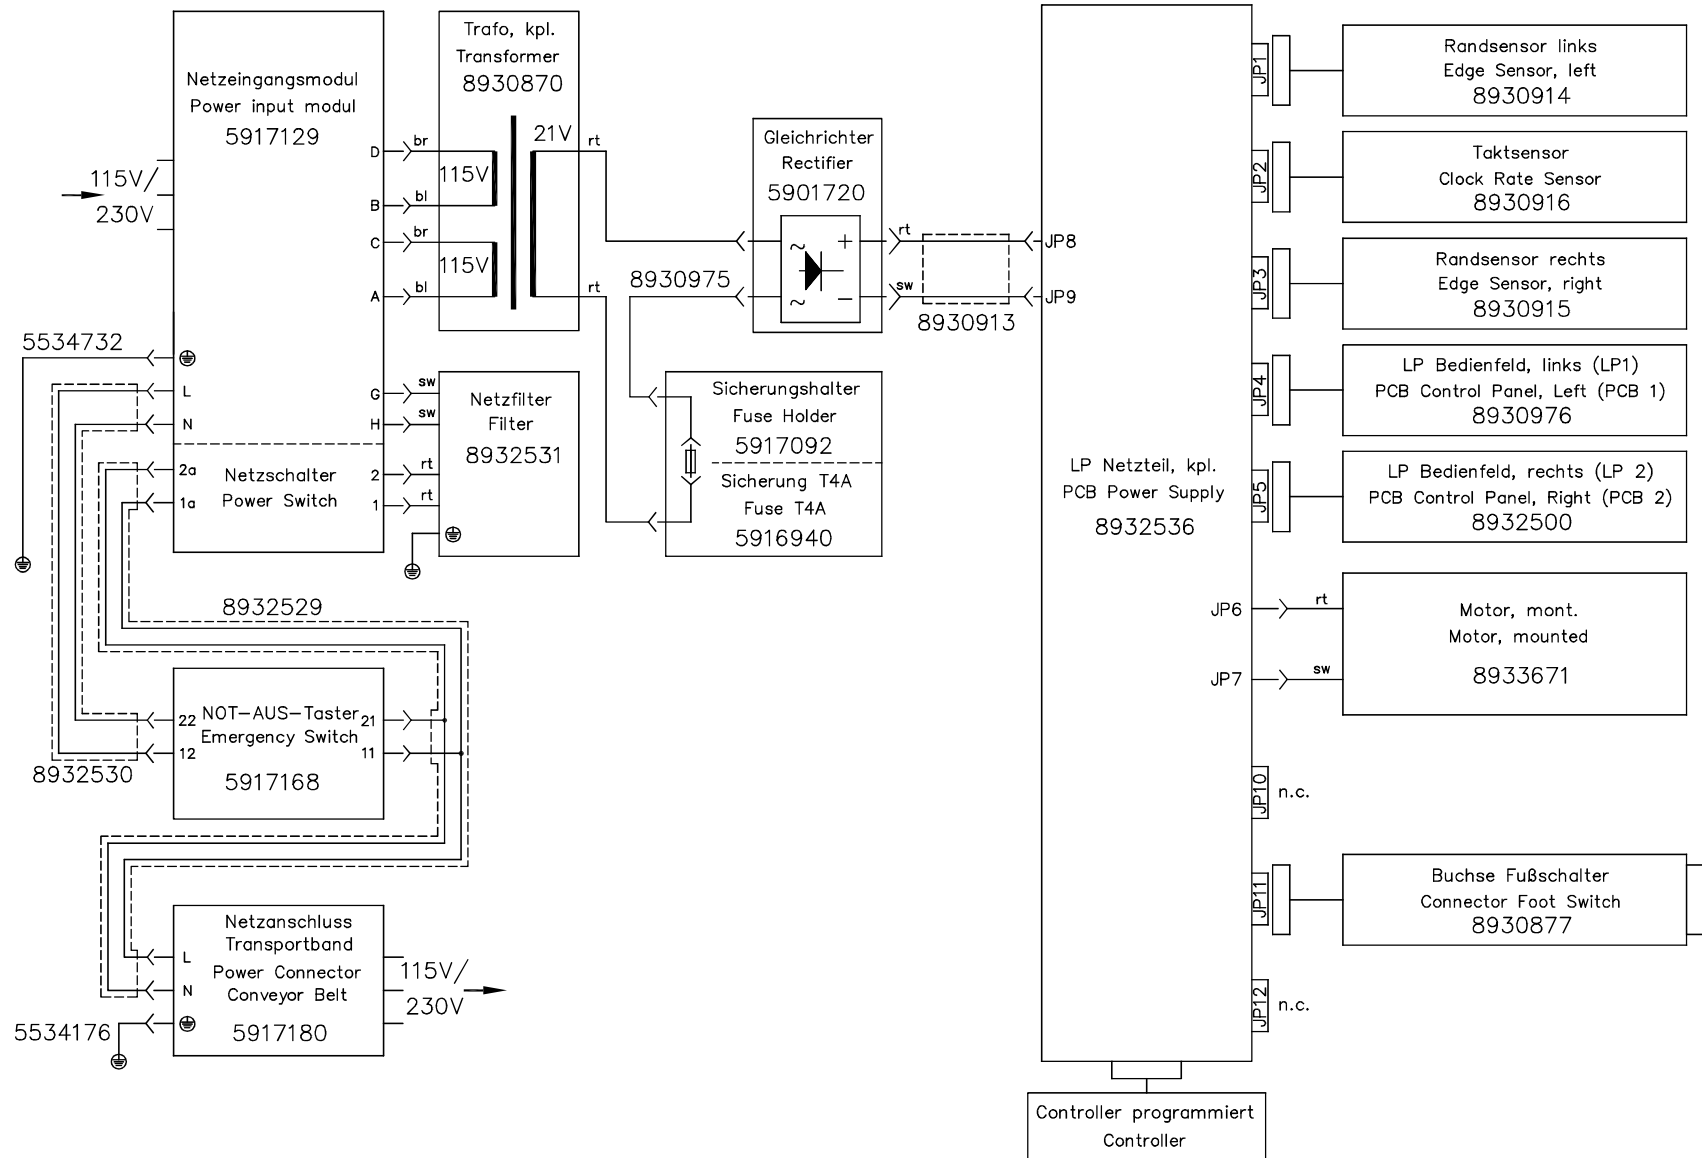 Netzeingangsmodul
Power input modul
5917129
115V/
230V
D
B
C
A
br
bl
br
bl
Trafo, kpl.
Transformer
8930870
115V
115V
21V
rt
rt
5534732
L
N
G
H
sw
sw
Netzfilter
Filter
8932531
2a
1a
Netzschalter
Power Switch
2
1
rt
rt
8932529
22
12
NOT-AUS-Taster
Emergency Switch
5917168
21
11
8932530
Netzanschluss
Transportband
Power Connector
Conveyor Belt
5917180
L
N
115V/
230V
5534176
Gleichrichter
Rectifier
5901720
~
~
+
−
rt
sw
8930975
8930913
Sicherungshalter
Fuse Holder
5917092
Sicherung T4A
Fuse T4A
5916940
JP8
JP9
LP Netzteil, kpl.
PCB Power Supply
8932536
JP1
Randsensor links
Edge Sensor, left
8930914
JP2
Taktsensor
Clock Rate Sensor
8930916
JP3
Randsensor rechts
Edge Sensor, right
8930915
JP4
LP Bedienfeld, links (LP1)
PCB Control Panel, Left (PCB 1)
8930976
JP5
LP Bedienfeld, rechts (LP 2)
PCB Control Panel, Right (PCB 2)
8932500
JP6
rt
JP7
sw
Motor, mont.
Motor, mounted
8933671
JP10
n.c.
JP11
Buchse Fußschalter
Connector Foot Switch
8930877
JP12
n.c.
Controller programmiert
Controller